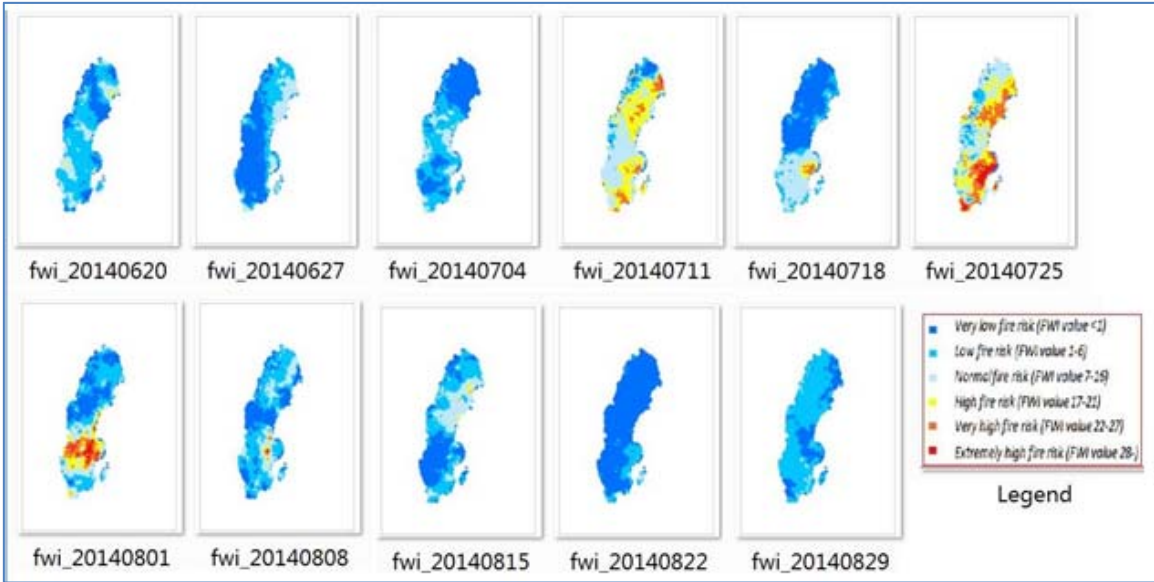 fwi_20140620
fwi_20140627
fwi_20140704
fwi_20140711
fwi_20140718
fwi_20140725
Very low fire risk (FWI value <1)
Low fire risk (FWI value 1-6)
Normal fire risk (FWI value 7-16)
High fire risk (FWI value 17-21)
Very high fire risk (FWI value 22-27)
Extremely high fire risk (FWI value 28-)
Legend
fwi_20140801
fwi_20140808
fwi_20140815
fwi_20140822
fwi_20140829